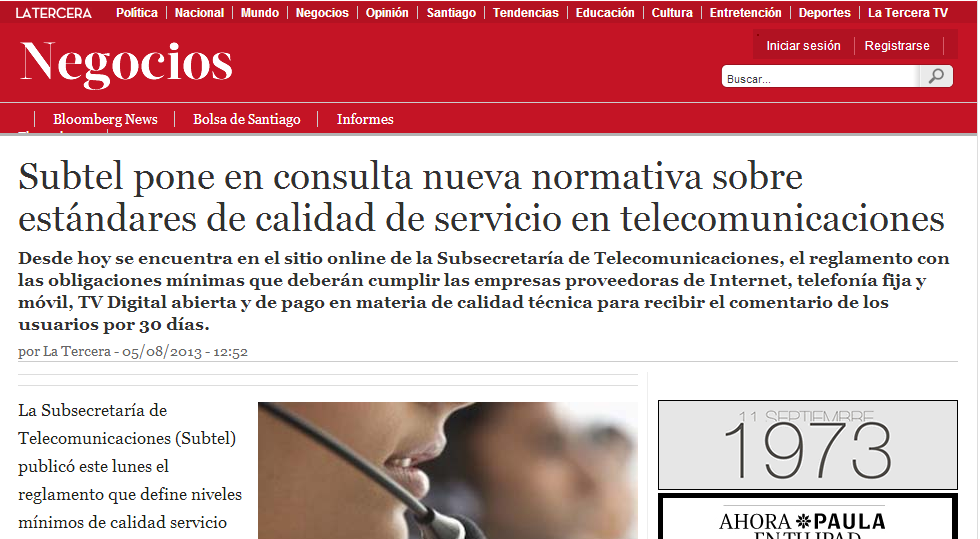 LATERCERA Política Nacional Mundo Negocios Opinión Santiago Tendencias Educación Cultura Entretención Deportes La Tercera TV
Iniciar sesión Registrarse
Negocios
Buscar...
Bloomberg News Bolsa de Santiago Informes
Subtel pone en consulta nueva normativa sobre
estándares de calidad de servicio en telecomunicaciones
Desde hoy se encuentra en el sitio online de la Subsecretaría de Telecomunicaciones, el reglamento con
las obligaciones mínimas que deberán cumplir las empresas proveedoras de Internet, telefonía fija y
móvil, TV Digital abierta y de pago en materia de calidad técnica para recibir el comentario de los
usuarios por 30 días.
por La Tercera - 05/08/2013 - 12:52
La Subsecretaría de
Telecomunicaciones (Subtel)
publicó este lunes el
reglamento que define niveles
mínimos de calidad servicio
11 SEPTIEMBRE
1973
AHORA PAULA
EN TU IPAD